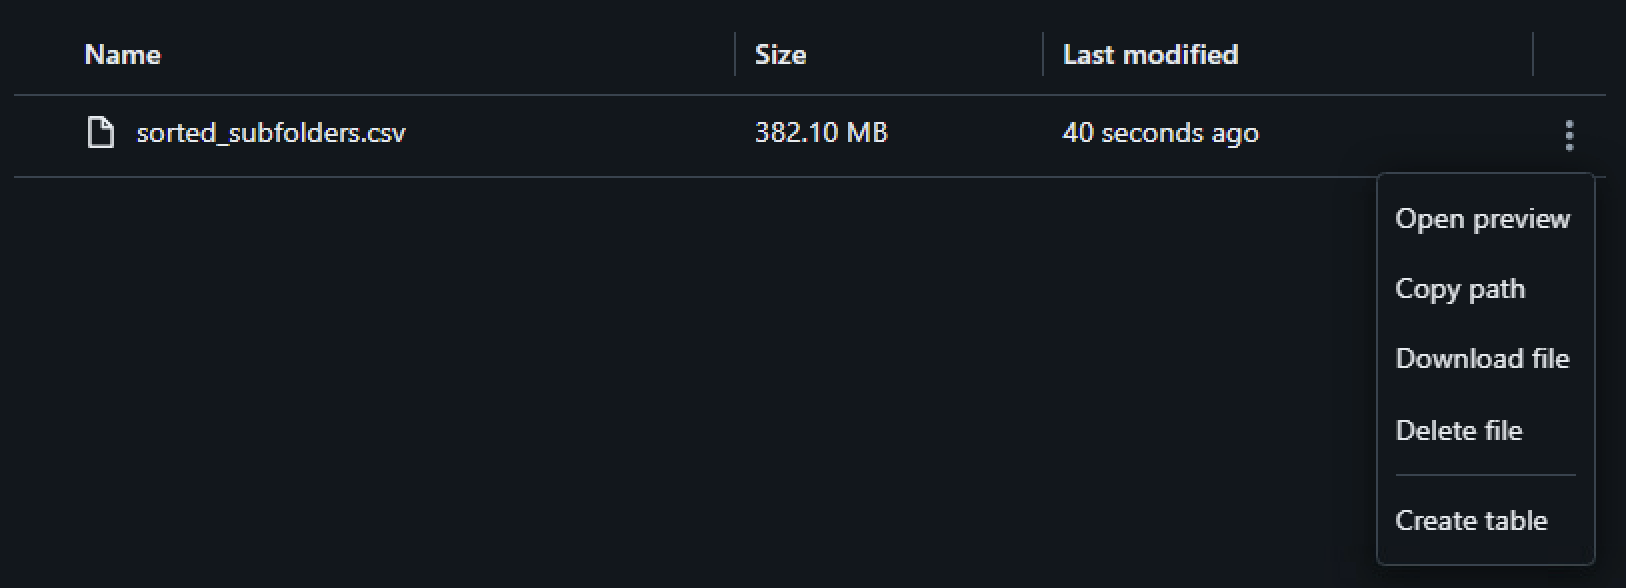 Name Size Last modified
sorted_subfolders.csv 382.10 MB 40 seconds ago
Open preview
Copy path
Download file
Delete file
Create table